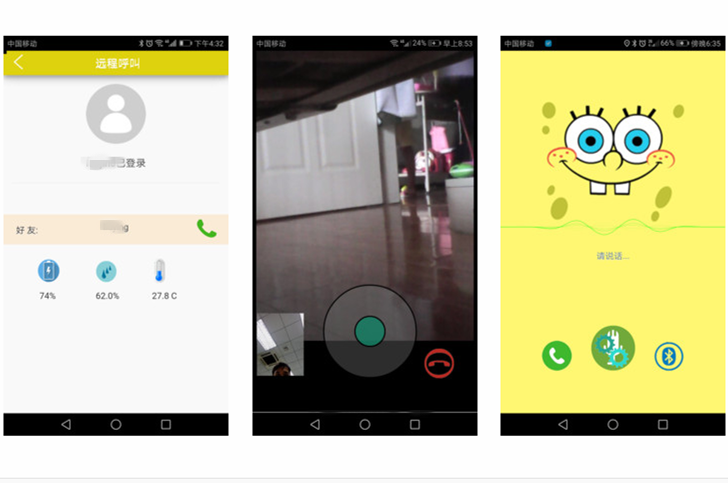 中国移动 下午4:32
远程呼叫
已登录
好友:
74% 62.0% 27.8 C
中国移动 24% 早上8:53
中国移动 66% 傍晚6:35
请说话...